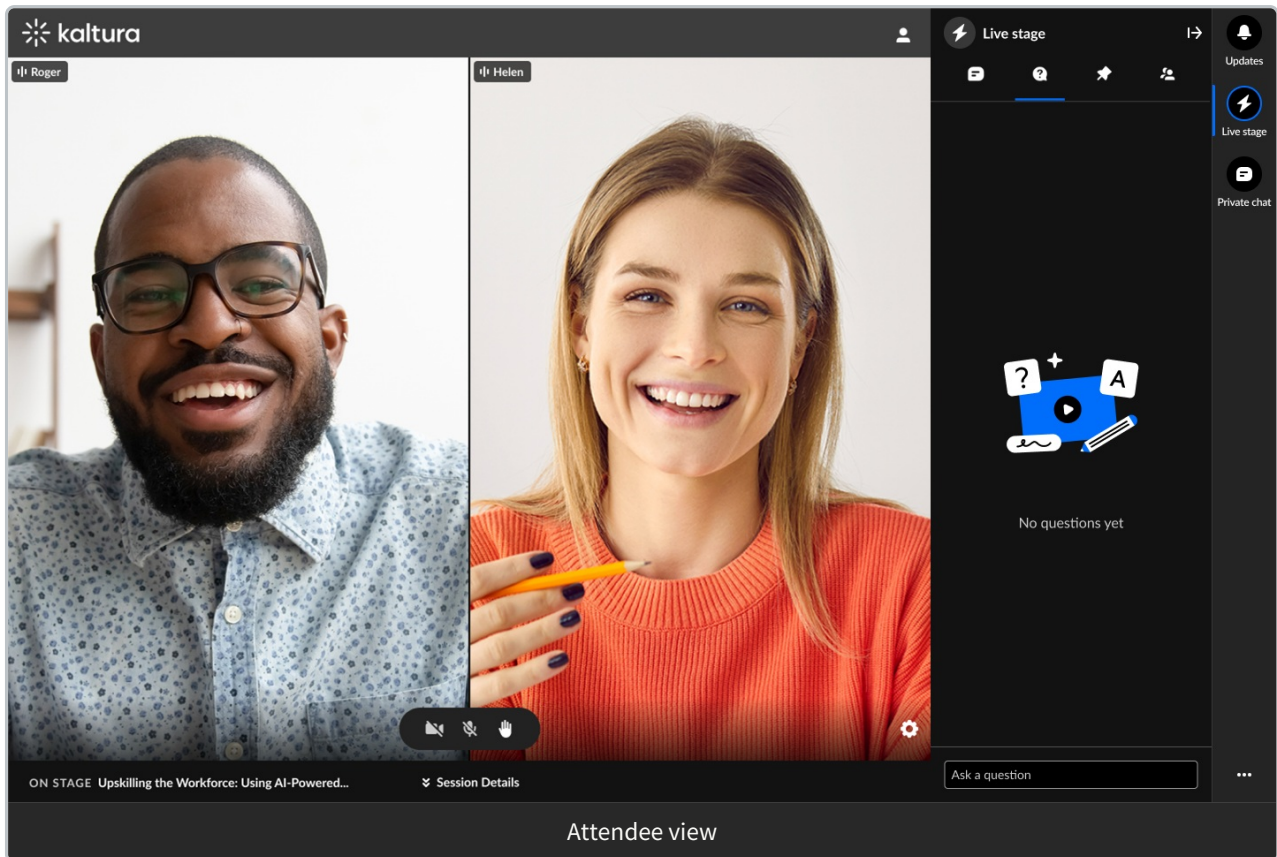 kaltura
Roger
Helen
Live stage
Updates
Live stage
Private chat
?
A
No questions yet
ON STAGE Upskilling the Workforce: Using AI-Powered...
Session Details
Ask a question
Attendee view